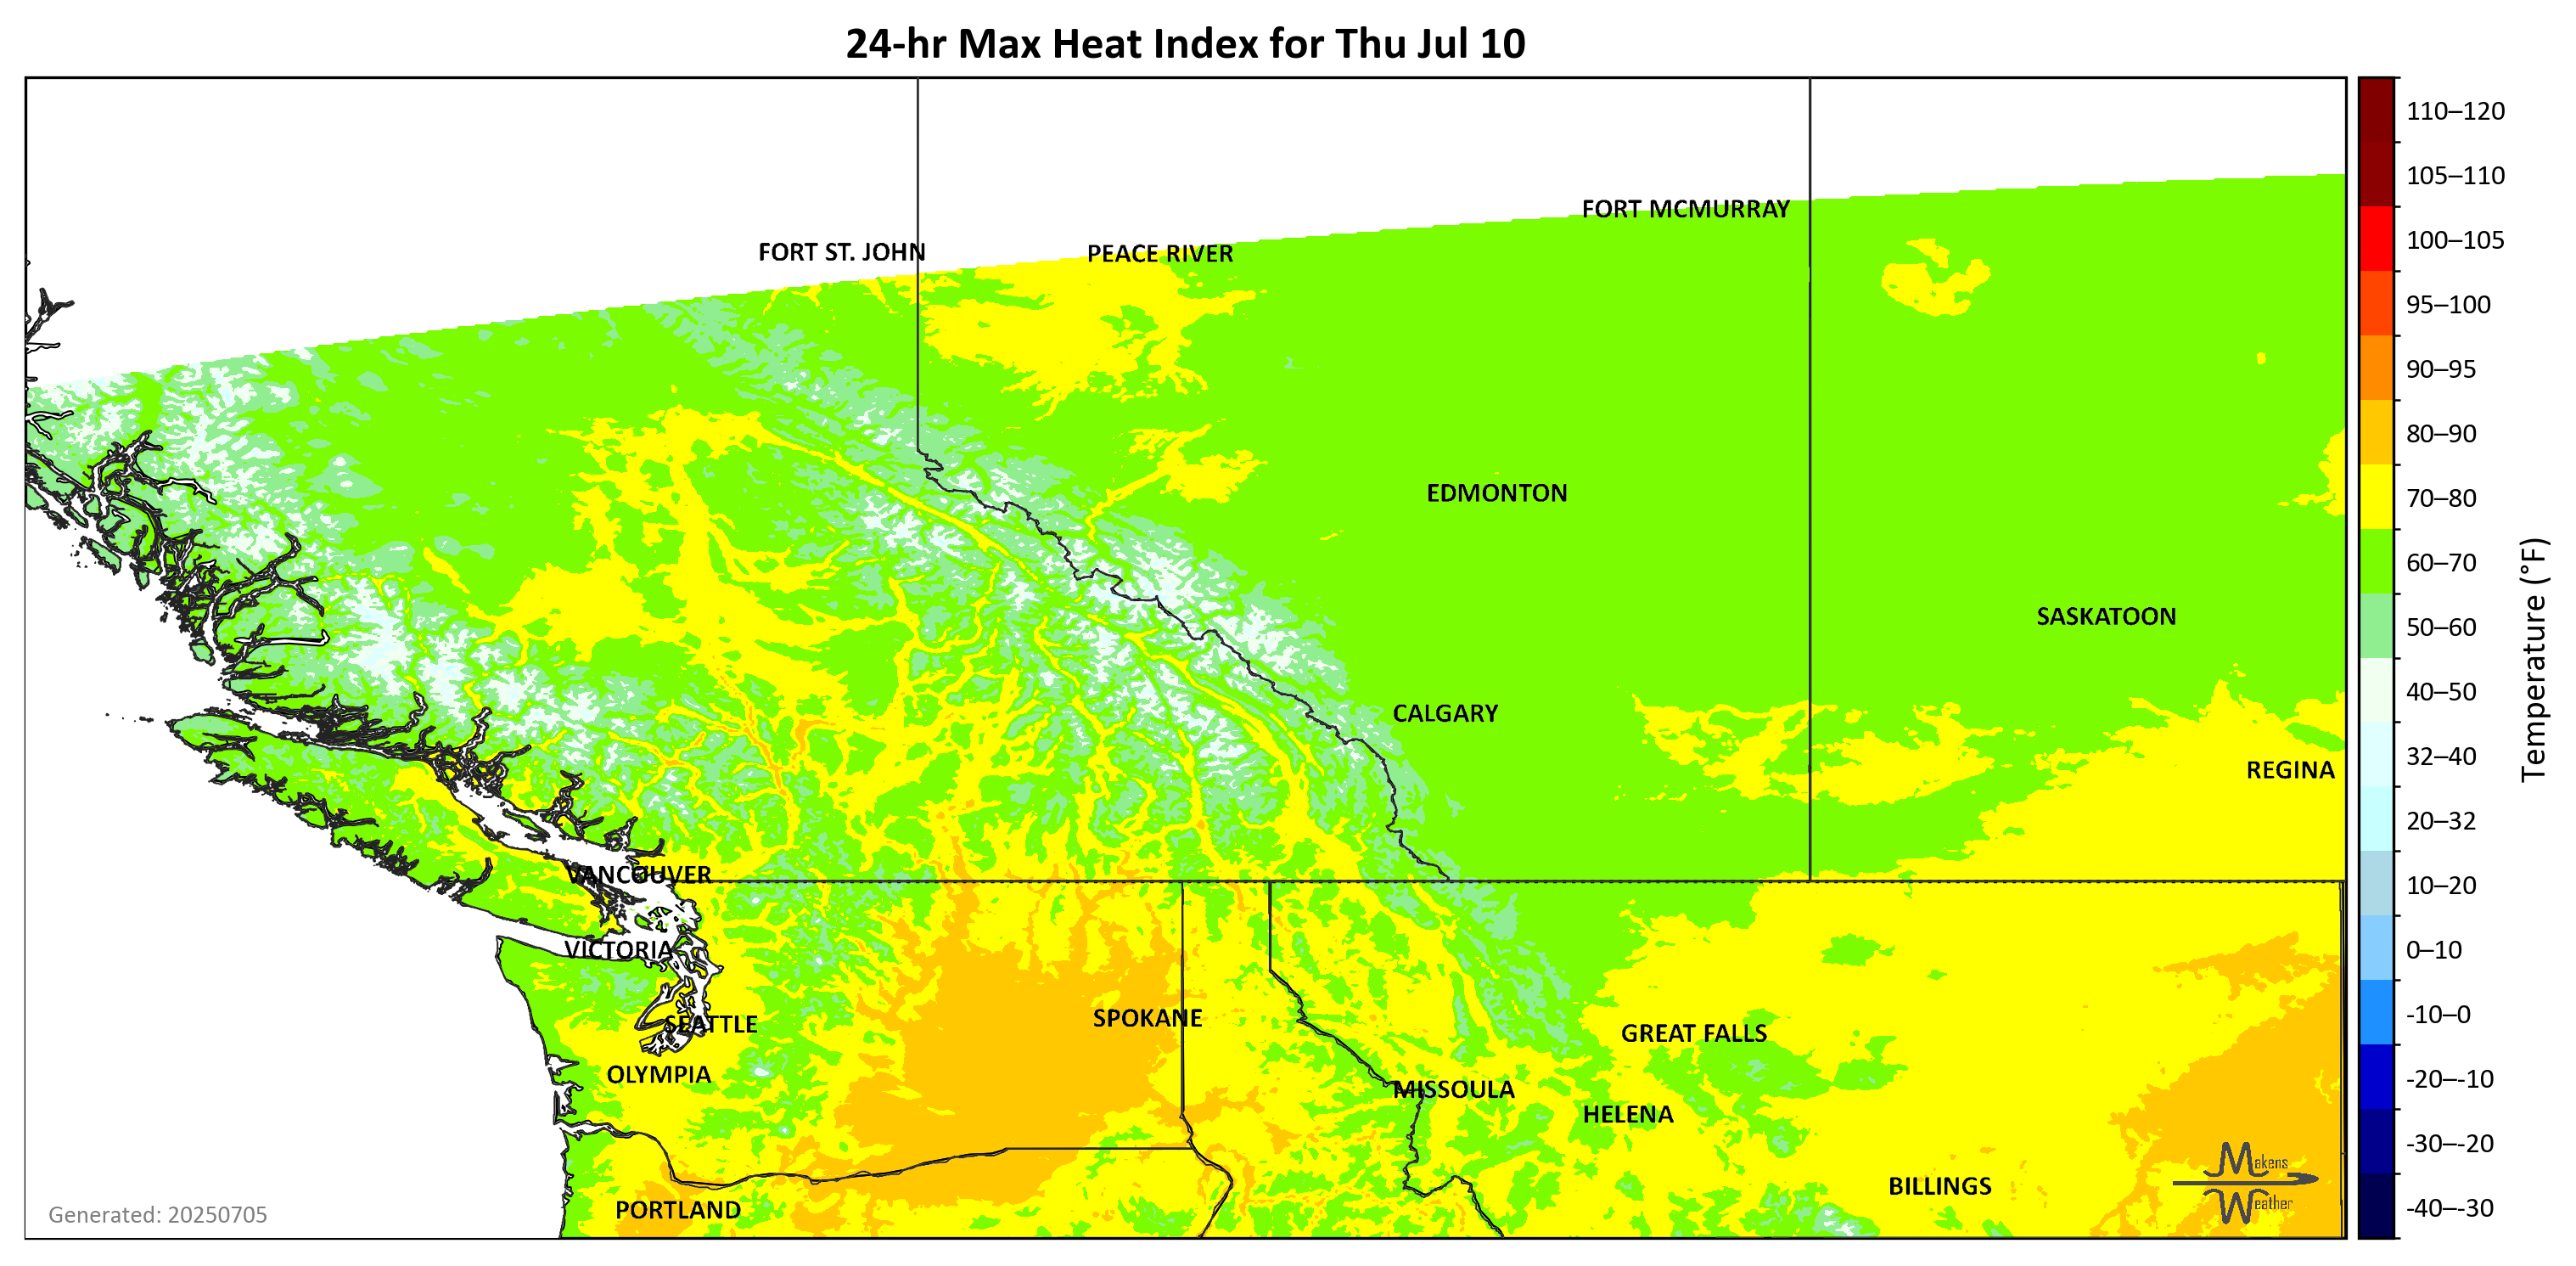 24-hr Max Heat Index for Thu Jul 10
110–120
105–110
FORT MCMURRAY
100–105
FORT ST. JOHN
PEACE RIVER
95–100
90–95
80–90
EDMONTON
70–80
60–70
SASKATOON
50–60
40–50
CALGARY
Temperature (°F)
32–40
REGINA
20–32
VANCOUVER
10–20
VICTORIA
0–10
SPOKANE
-10–0
SEATTLE
GREAT FALLS
OLYMPIA
-20–-10
MISSOULA
HELENA
-30–-20
Makens
BILLINGS
Weather
PORTLAND
-40–-30
Generated: 20250705